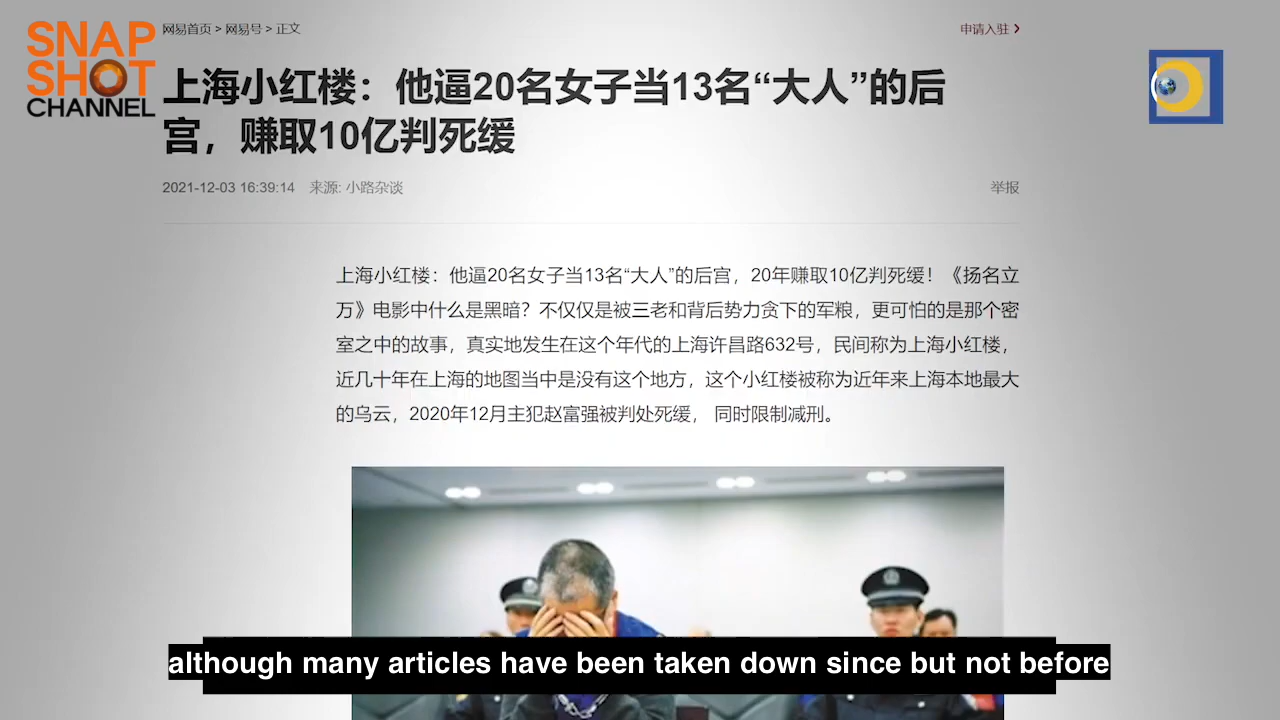 SNAP
SHOT
CHANNEL
网易首页 > 网易号 > 正文
申请入驻 >
上海小红楼：他逼20名女子当13名“大人”的后
宫，赚取10亿判死缓
2021-12-03 16:39:14 来源: 小路杂谈
举报
上海小红楼：他逼20名女子当13名“大人”的后宫，20年赚取10亿判死缓！《扬名立
万》电影中什么是黑暗？不仅仅是被三老和背后势力贪下的军粮，更可怕的是那个密
室之中的故事，真实地发生在这个年代的上海许昌路632号，民间称为上海小红楼，
近几十年在上海的地图当中是没有这个地方，这个小红楼被称为近年来上海本地最大
的乌云，2020年12月主犯赵富强被判处死缓， 同时限制减刑。
although many articles have been taken down since but not before